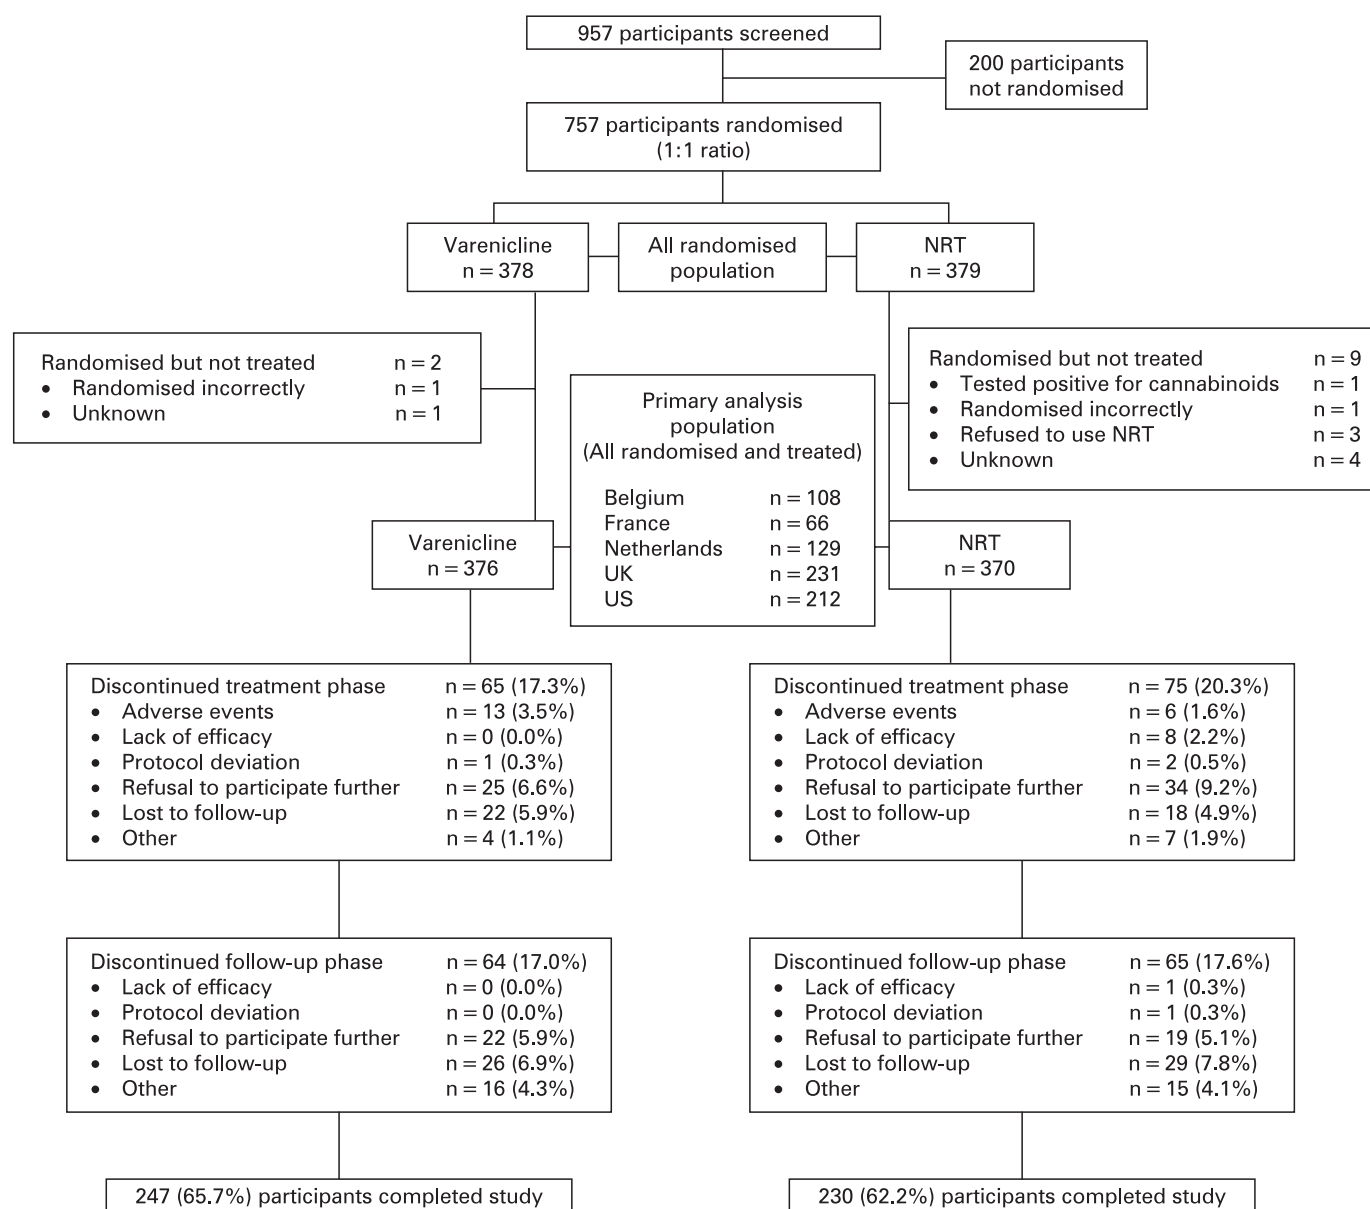 957 participants screened
200 participants
not randomised
757 participants randomised
(1:1 ratio)
Varenicline
n = 378
All randomised
population
NRT
n = 379
Randomised but not treated n = 2
• Randomised incorrectly n = 1
• Unknown n = 1
Randomised but not treated n = 9
• Tested positive for cannabinoids n = 1
• Randomised incorrectly n = 1
• Refused to use NRT n = 3
• Unknown n = 4
Primary analysis
population
(All randomised and treated)
Belgium n = 108
France n = 66
Netherlands n = 129
UK n = 231
US n = 212
Varenicline
n = 376
NRT
n = 370
Discontinued treatment phase n = 65 (17.3%)
• Adverse events n = 13 (3.5%)
• Lack of efficacy n = 0 (0.0%)
• Protocol deviation n = 1 (0.3%)
• Refusal to participate further n = 25 (6.6%)
• Lost to follow-up n = 22 (5.9%)
• Other n = 4 (1.1%)
Discontinued treatment phase n = 75 (20.3%)
• Adverse events n = 6 (1.6%)
• Lack of efficacy n = 8 (2.2%)
• Protocol deviation n = 2 (0.5%)
• Refusal to participate further n = 34 (9.2%)
• Lost to follow-up n = 18 (4.9%)
• Other n = 7 (1.9%)
Discontinued follow-up phase n = 64 (17.0%)
• Lack of efficacy n = 0 (0.0%)
• Protocol deviation n = 0 (0.0%)
• Refusal to participate further n = 22 (5.9%)
• Lost to follow-up n = 26 (6.9%)
• Other n = 16 (4.3%)
Discontinued follow-up phase n = 65 (17.6%)
• Lack of efficacy n = 1 (0.3%)
• Protocol deviation n = 1 (0.3%)
• Refusal to participate further n = 19 (5.1%)
• Lost to follow-up n = 29 (7.8%)
• Other n = 15 (4.1%)
247 (65.7%) participants completed study
230 (62.2%) participants completed study